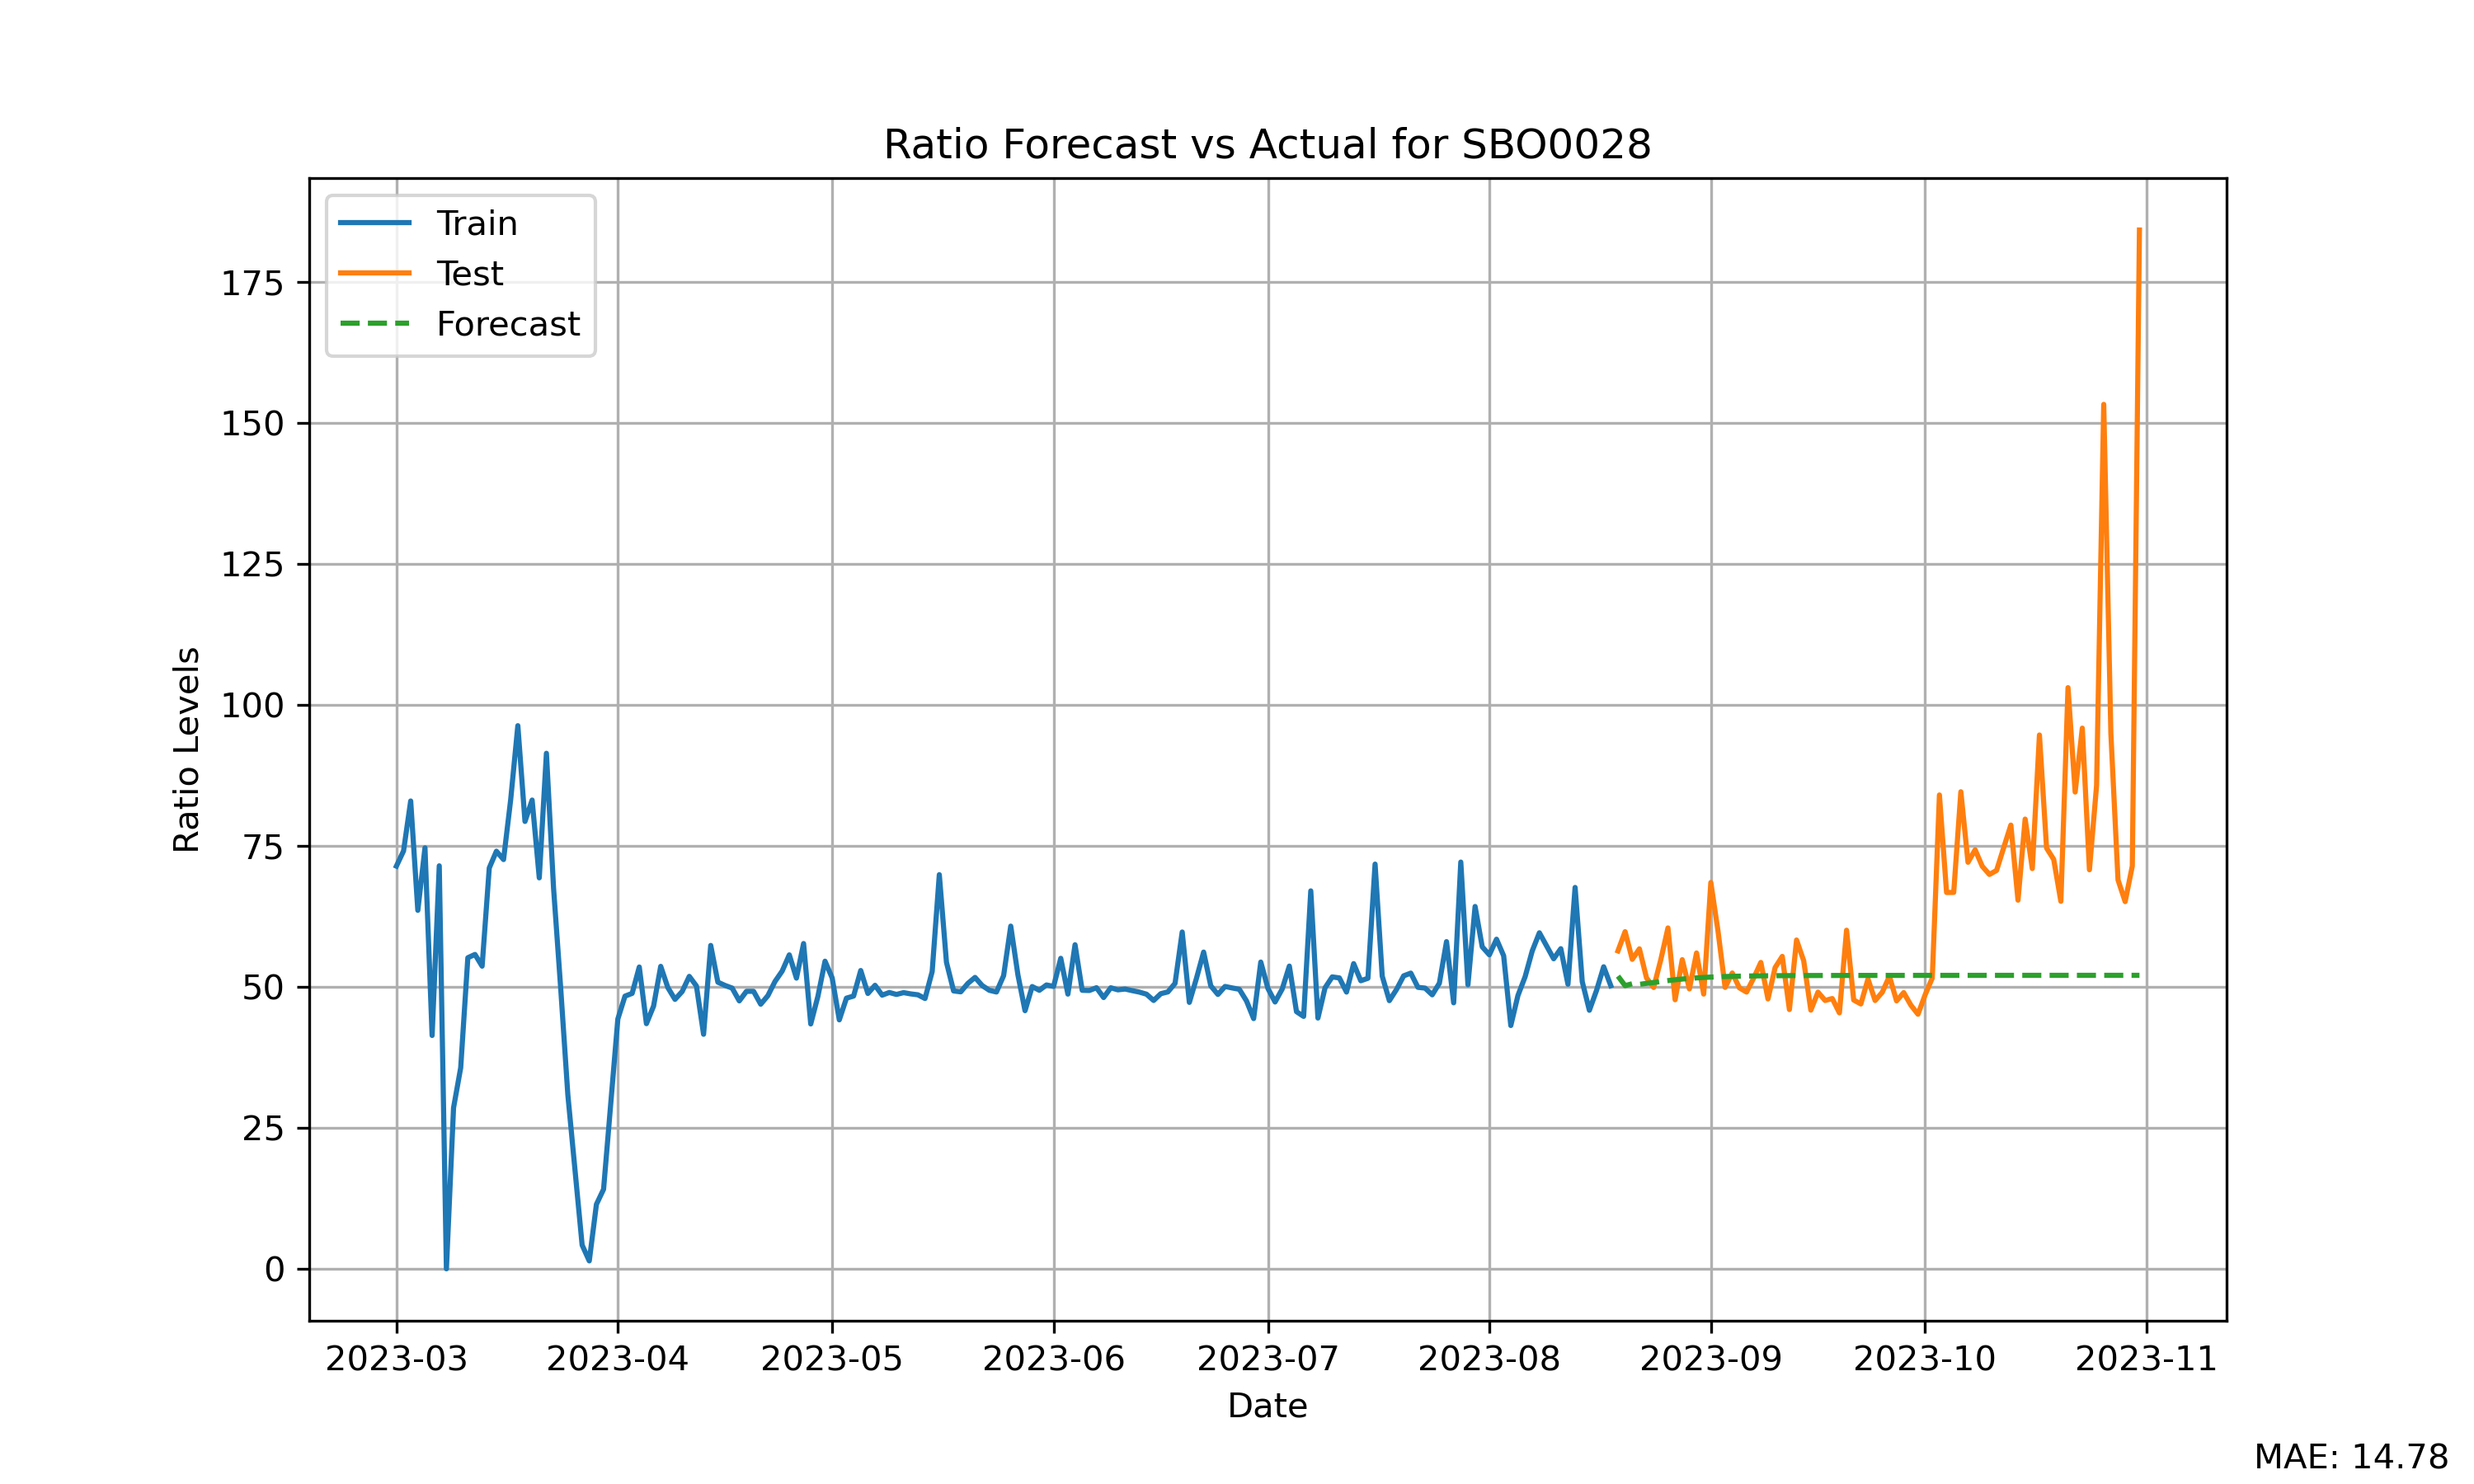 Ratio Forecast vs Actual for SBO0028
Train
Test
Forecast
175
150
125
100
75
50
25
0
Ratio Levels
2023-03 2023-04 2023-05 2023-06 2023-07 2023-08 2023-09 2023-10 2023-11
Date
MAE: 14.78